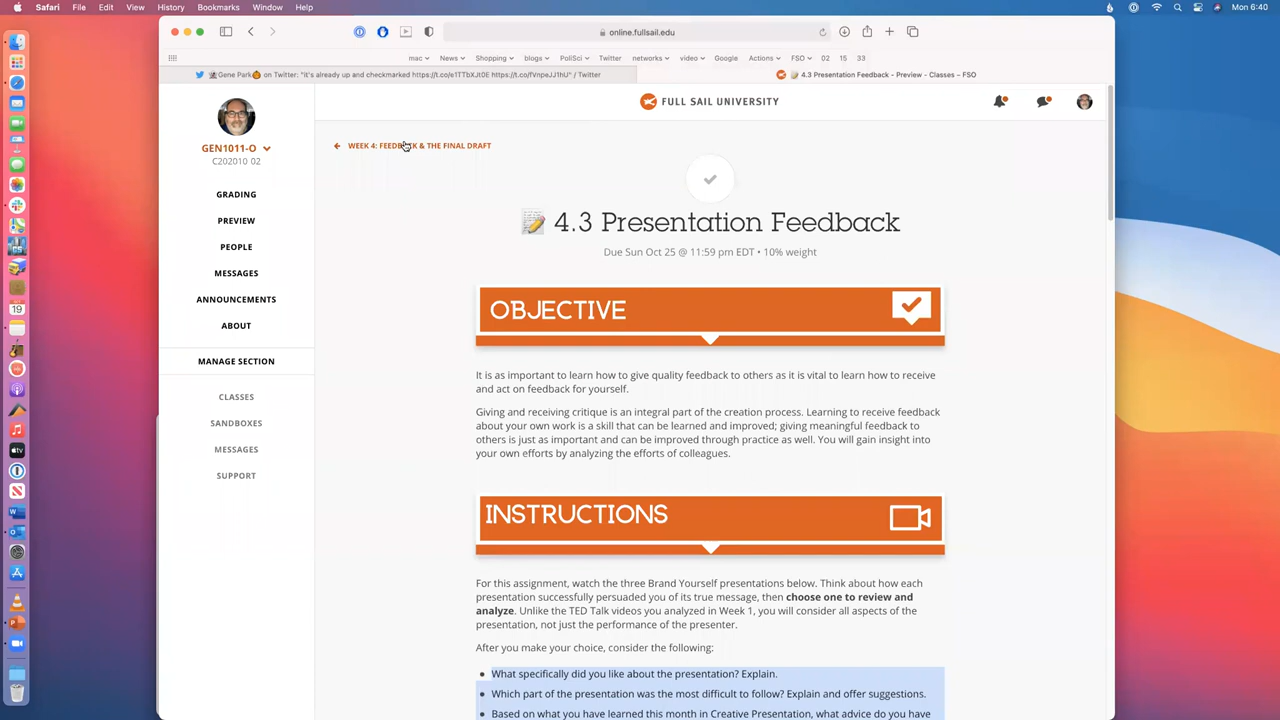 Safari File Edit View History Bookmarks Window Help Mon 6:40
online.fullsail.edu
mac News Shopping blogs PoliSci Twitter networks video Google Actions FSO 02 15 33
Gene Park🎃 on Twitter: "it's already up and checkmarked https://t.co/e1TTbXJt0E https://t.co/fVnpeJJ1hU" / Twitter
📝 4.3 Presentation Feedback - Preview - Classes - FSO
FULL SAIL UNIVERSITY
GEN1011-O
C202010 02
GRADING
PREVIEW
PEOPLE
MESSAGES
ANNOUNCEMENTS
ABOUT
MANAGE SECTION
CLASSES
SANDBOXES
MESSAGES
SUPPORT
WEEK 4: FEEDBACK & THE FINAL DRAFT
📝 4.3 Presentation Feedback
Due Sun Oct 25 @ 11:59 pm EDT • 10% weight
OBJECTIVE
It is as important to learn how to give quality feedback to others as it is vital to learn how to receive
and act on feedback for yourself.
Giving and receiving critique is an integral part of the creation process. Learning to receive feedback
about your own work is a skill that can be learned and improved; giving meaningful feedback to
others is just as important and can be improved through practice as well. You will gain insight into
your own efforts by analyzing the efforts of colleagues.
INSTRUCTIONS
For this assignment, watch the three Brand Yourself presentations below. Think about how each
presentation successfully persuaded you of its true message, then choose one to review and
analyze. Unlike the TED Talk videos you analyzed in Week 1, you will consider all aspects of the
presentation, not just the performance of the presenter.
After you make your choice, consider the following:
• What specifically did you like about the presentation? Explain.
• Which part of the presentation was the most difficult to follow? Explain and offer suggestions.
• Based on what you have learned this month in Creative Presentation, what advice do you have
19
tv